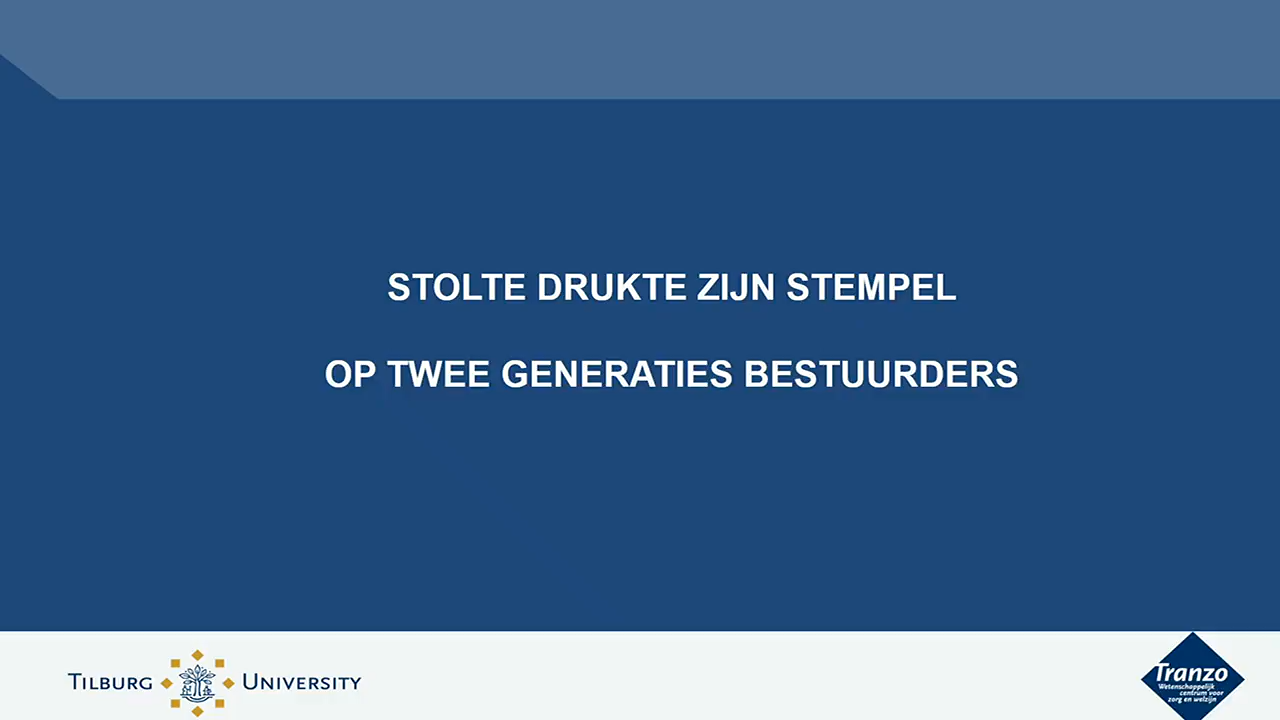 STOLTE DRUKTE ZIJN STEMPEL
OP TWEE GENERATIES BESTUURDERS
TILBURG UNIVERSITY
Tranzo
Wetenschappelijk
centrum voor
zorg en welzijn